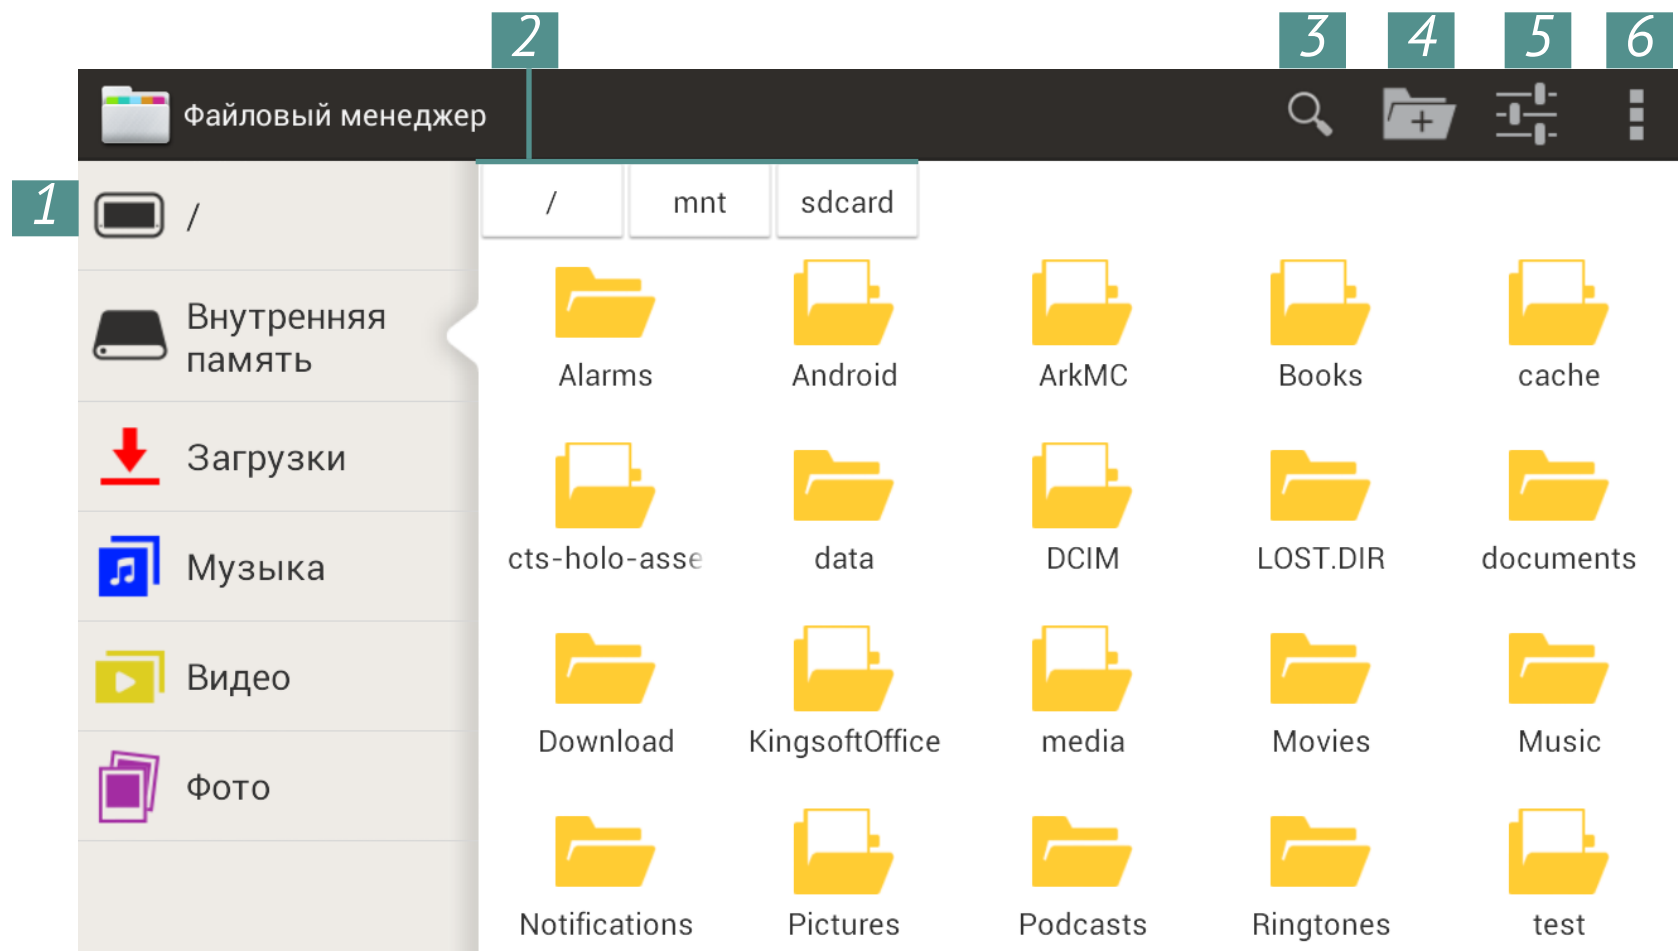 2
3
4
5
6
Файловый менеджер
1
/
Внутренняя
память
Загрузки
Музыка
Видео
Фото
/ mnt sdcard
Alarms Android ArkMC Books cache
cts-holo-asse data DCIM LOST.DIR documents
Download KingsoftOffice media Movies Music
Notifications Pictures Podcasts Ringtones test